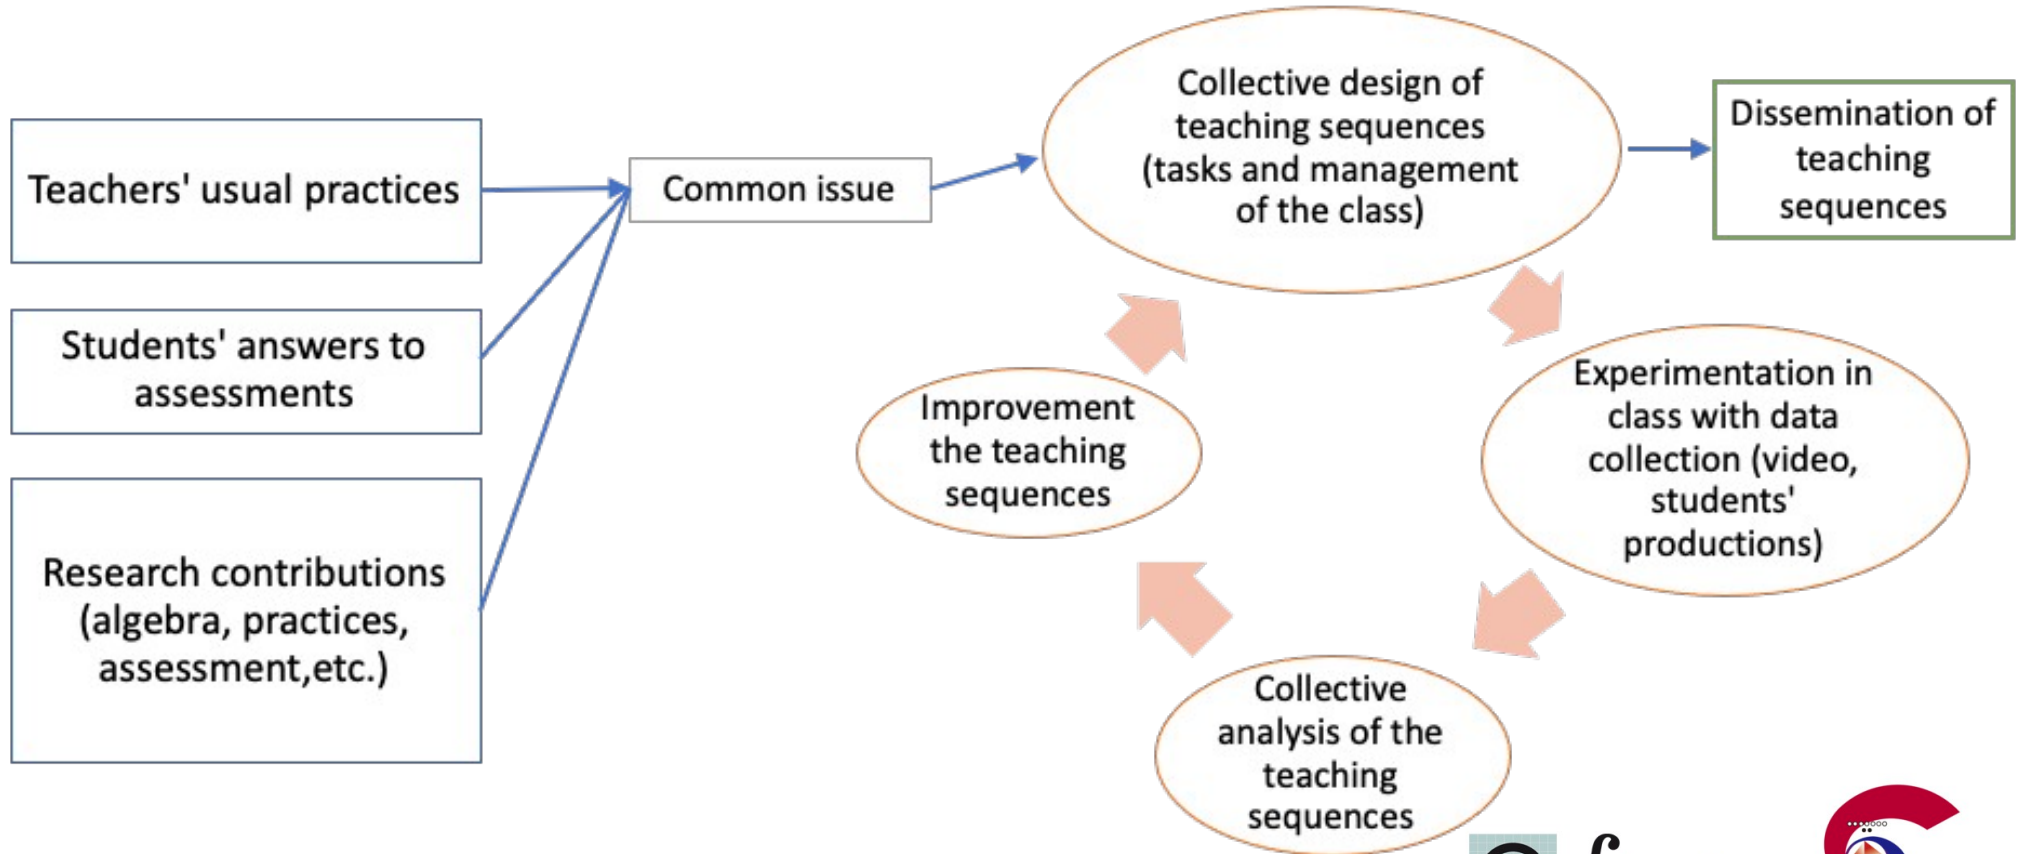 Teachers' usual practices
Students' answers to
assessments
Research contributions
(algebra, practices,
assessment,etc.)
Common issue
Collective design of
teaching sequences
(tasks and management
of the class)
Dissemination of
teaching
sequences
Experimentation in
class with data
collection (video,
students'
productions)
Collective
analysis of the
teaching
sequences
Improvement
the teaching
sequences